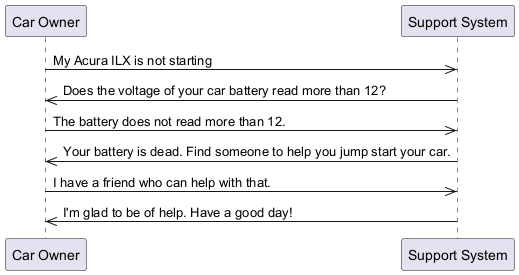 Car Owner
Support System
My Acura ILX is not starting
Does the voltage of your car battery read more than 12?
The battery does not read more than 12.
Your battery is dead. Find someone to help you jump start your car.
I have a friend who can help with that.
I'm glad to be of help. Have a good day!
Car Owner
Support System